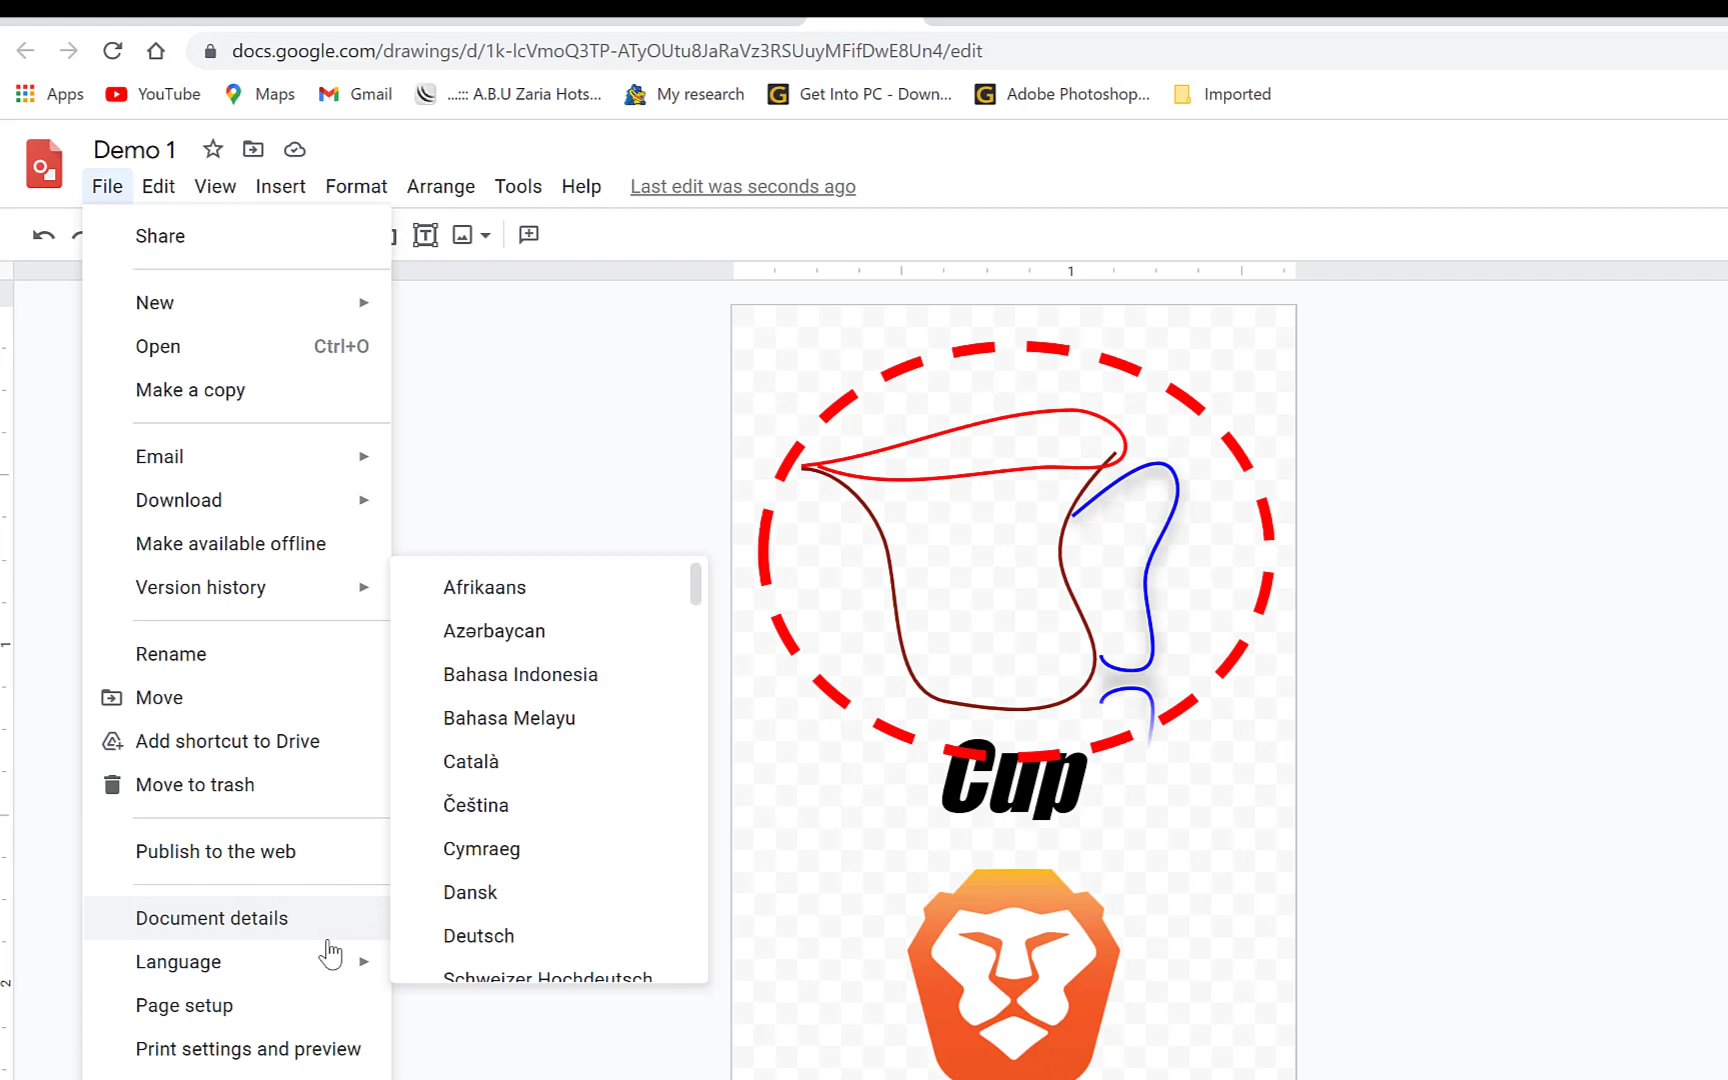 docs.google.com/drawings/d/1k-lcVmoQ3TP-ATyOUtu8JaRaVz3RSUuyMFifDwE8Un4/edit
Apps YouTube Maps Gmail ...::: A.B.U Zaria Hots... My research Get Into PC - Down... Adobe Photoshop... Imported
Demo 1
File Edit View Insert Format Arrange Tools Help Last edit was seconds ago
Share
New
Open Ctrl+O
Make a copy
Email
Download
Make available offline
Version history
Rename
Move
Add shortcut to Drive
Move to trash
Publish to the web
Document details
Language
Page setup
Print settings and preview
Afrikaans
Azərbaycan
Bahasa Indonesia
Bahasa Melayu
Català
Čeština
Cymraeg
Dansk
Deutsch
Schweizer Hochdeutsch
1
1
2
Cup